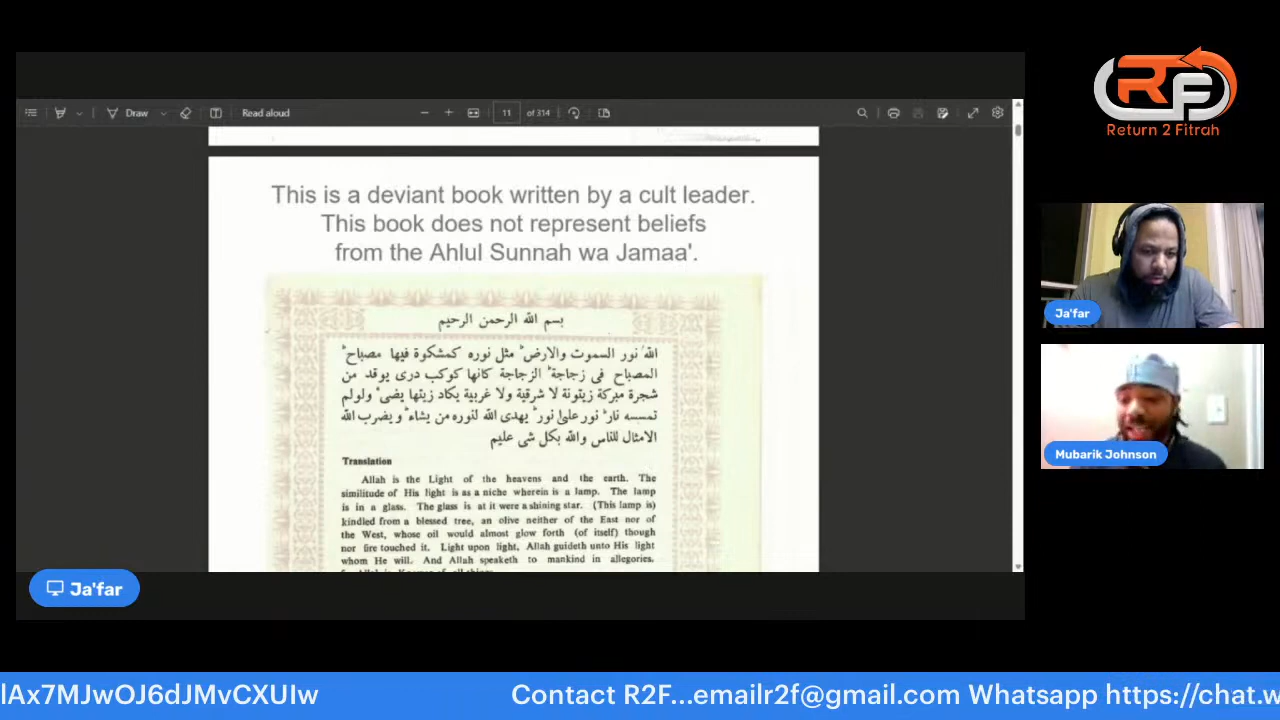 Draw
Read aloud
11 of 314
RF
Return 2 Fitrah
This is a deviant book written by a cult leader.
This book does not represent beliefs
from the Ahlul Sunnah wa Jamaa'.
بسم الله الرحمن الرحيم
الله نور السموت والارض مثل نوره كمشكوة فيها مصباح
المصباح فى زجاجة الزجاجة كانها كوكب درى يوقد من
شجرة مبركة زيتونة لا شرقية ولا غربية يكاد زيتها يضىء ولولم
تمسسه نار نور على نور يهدى الله لنوره من يشاء ويضرب الله
الامثال للناس والله بكل شى عليم
Translation
Allah is the Light of the heavens and the earth. The
similitude of His light is as a niche wherein is a lamp. The lamp
is in a glass. The glass is at it were a shining star. (This lamp is)
kindled from a blessed tree, an olive neither of the East nor of
the West, whose oil would almost glow forth (of itself) though
nor fire touched it. Light upon light, Allah guideth unto His light
whom He will. And Allah speaketh to mankind in allegories.
Ja'far
Mubarik Johnson
Ja'far
lAx7MJwOJ6dJMvCXUIw Contact R2F...emailr2f@gmail.com Whatsapp https://chat.w